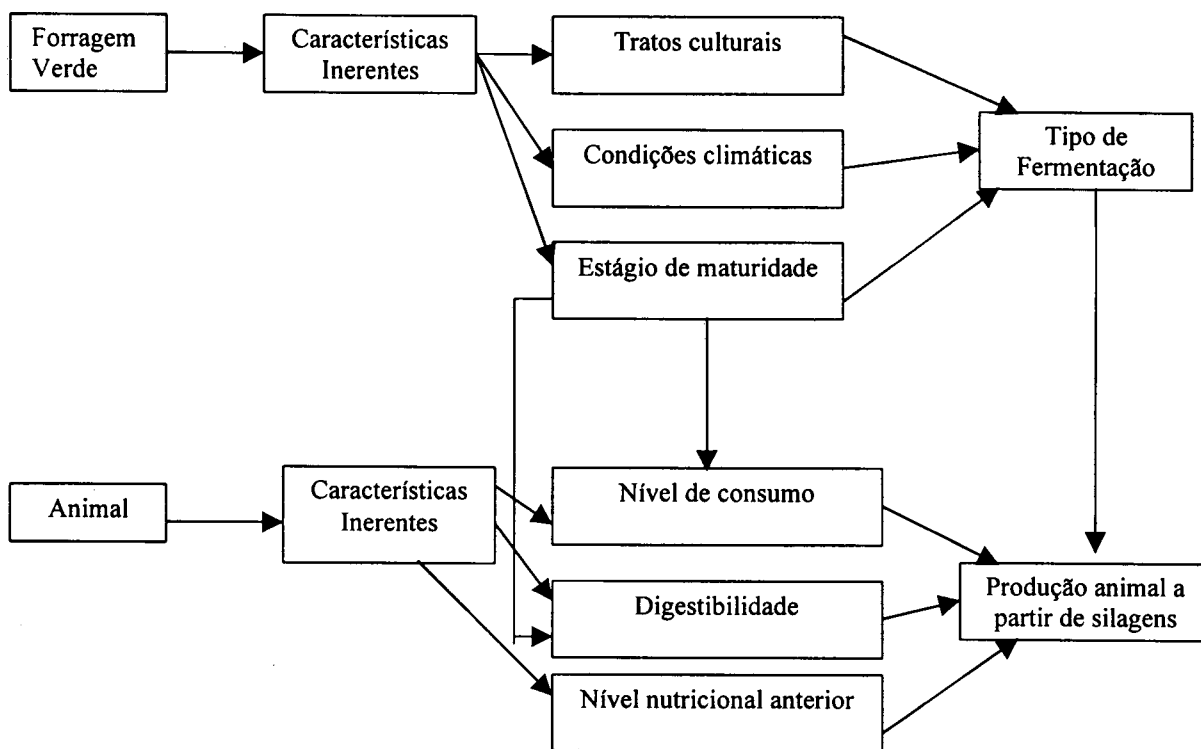 Forragem
Verde
Características
Inerentes
Tratos culturais
Condições climáticas
Estágio de maturidade
Tipo de
Fermentação
Animal
Características
Inerentes
Nível de consumo
Digestibilidade
Nível nutricional anterior
Produção animal a
partir de silagens